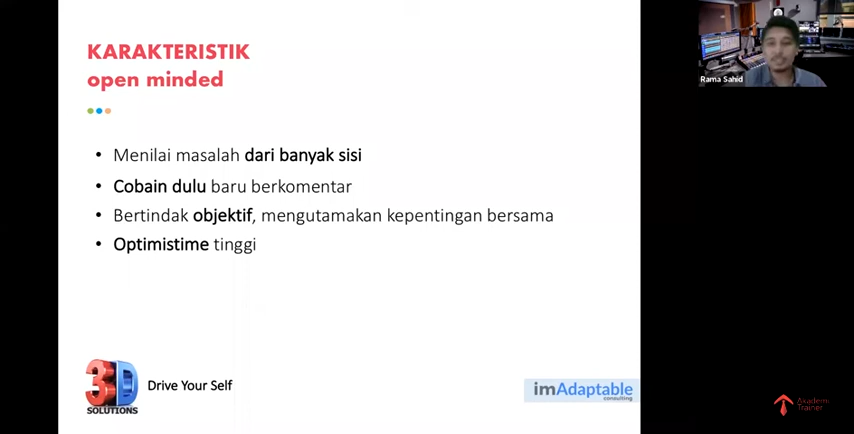 KARAKTERISTIK
open minded
• Menilai masalah dari banyak sisi
• Cobain dulu baru berkomentar
• Bertindak objektif, mengutamakan kepentingan bersama
• Optimistime tinggi
3D
SOLUTIONS
Drive Your Self
imAdaptable
consulting
Rama Sahid
Akademi
Trainer